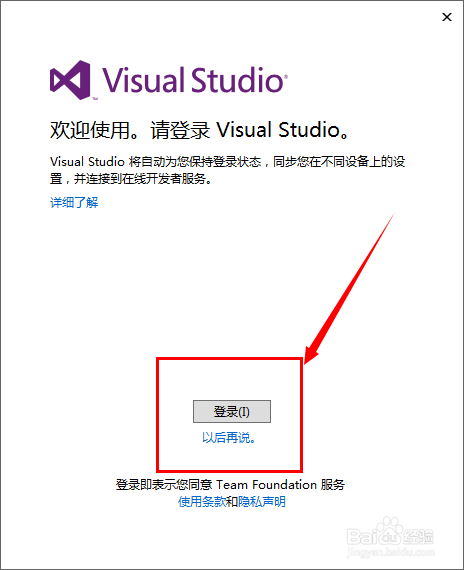 Visual Studio
欢迎使用。请登录 Visual Studio。
Visual Studio 将自动为您保持登录状态，同步您在不同设备上的设
置，并连接到在线开发者服务。
详细了解
登录(I)
以后再说。
登录即表示您同意 Team Foundation 服务
使用条款和隐私声明
Baidu 经验
jingyan.baidu.com